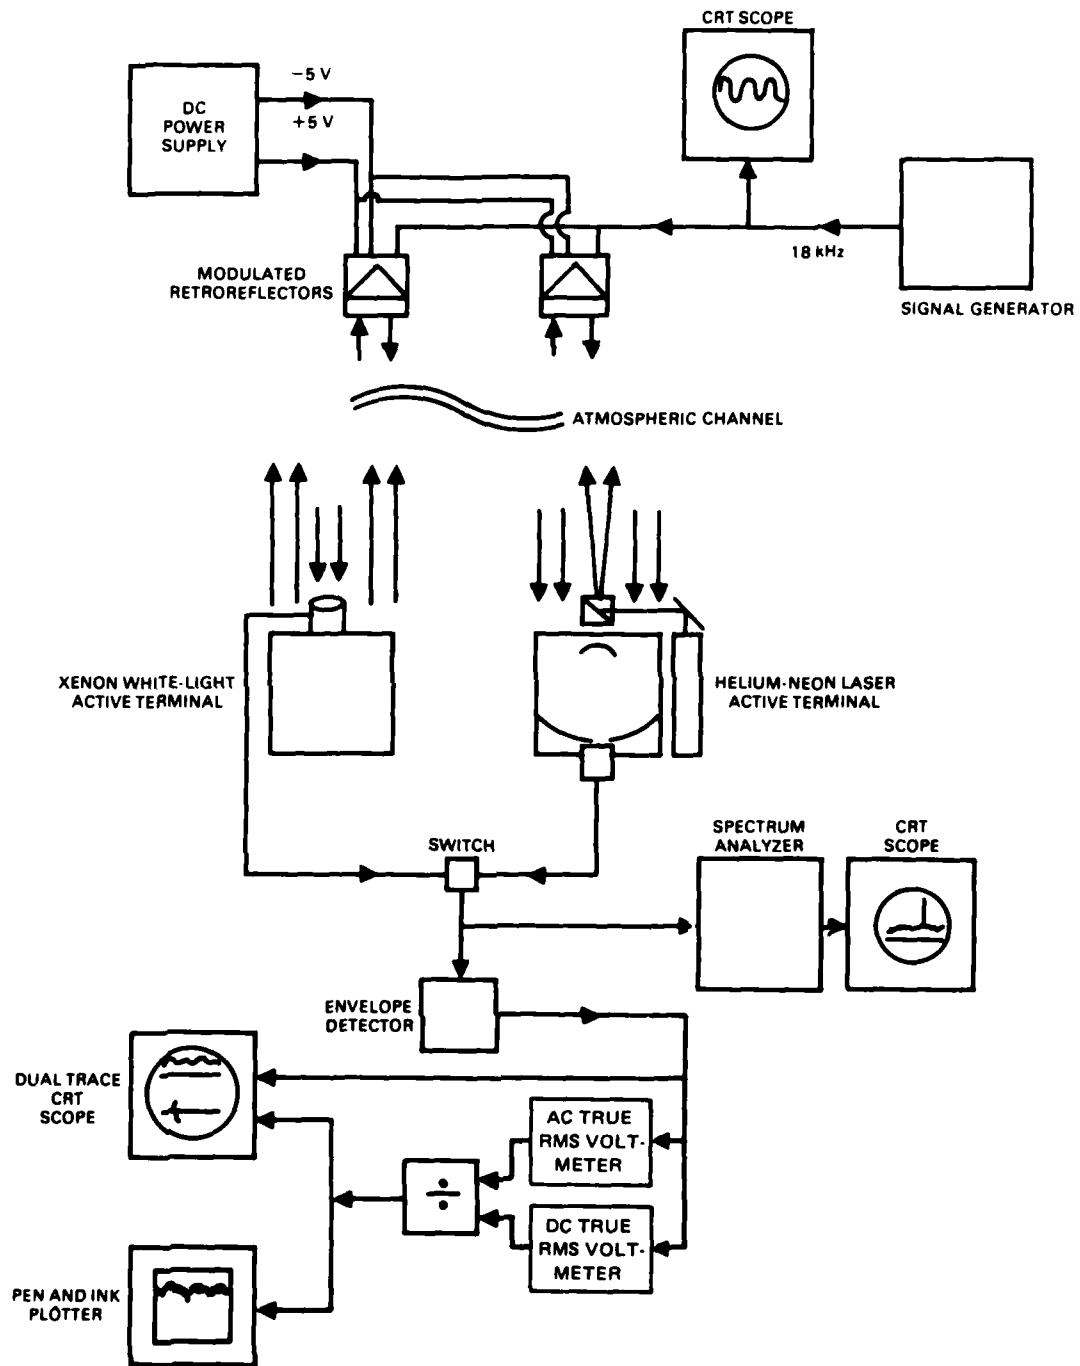 CRT SCOPE
DC
POWER
SUPPLY
−5 V
+5 V
18 kHz
SIGNAL GENERATOR
MODULATED
RETROREFLECTORS
ATMOSPHERIC CHANNEL
XENON WHITE-LIGHT
ACTIVE TERMINAL
HELIUM-NEON LASER
ACTIVE TERMINAL
SWITCH
SPECTRUM
ANALYZER
CRT
SCOPE
ENVELOPE
DETECTOR
DUAL TRACE
CRT
SCOPE
AC TRUE
RMS VOLT-
METER
÷
DC TRUE
RMS VOLT-
METER
PEN AND INK
PLOTTER